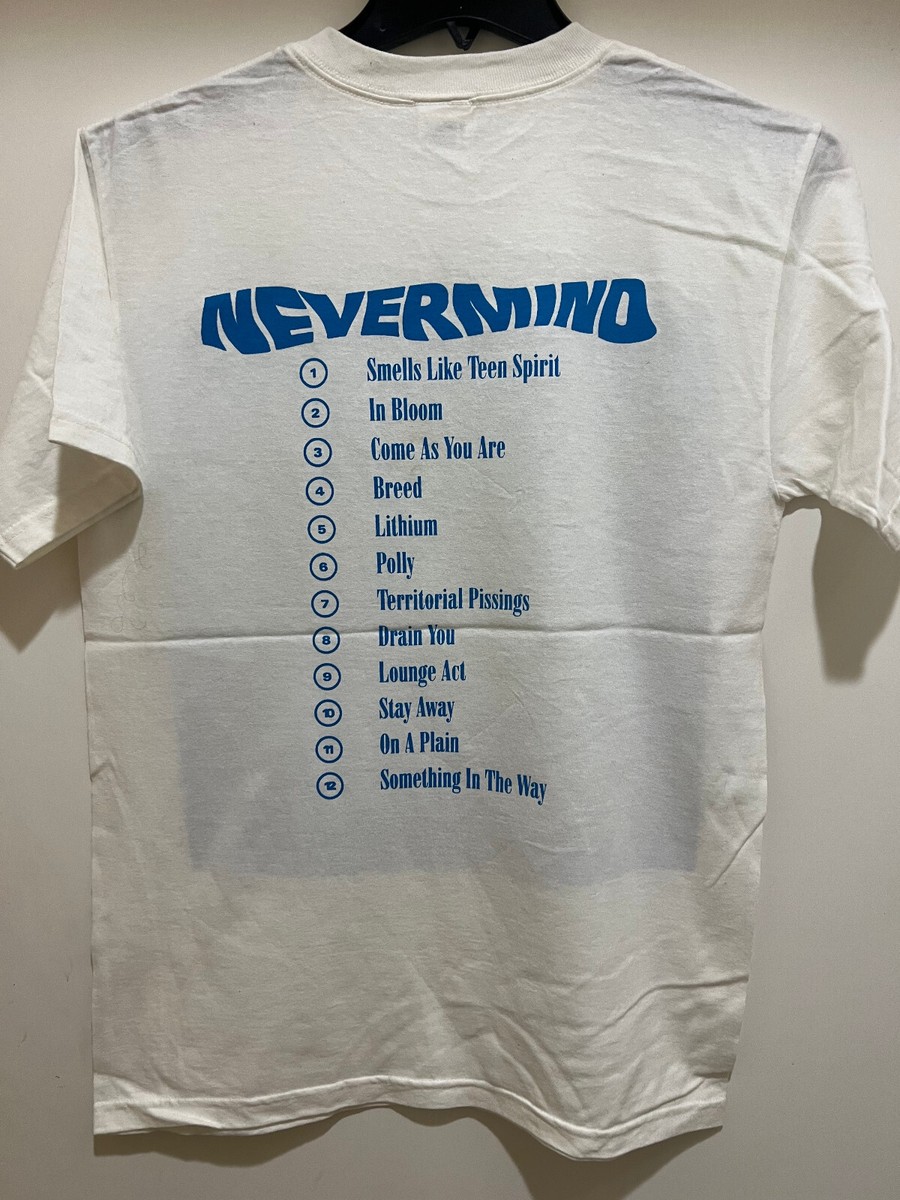 NEVERMIND
1 Smells Like Teen Spirit
2 In Bloom
3 Come As You Are
4 Breed
5 Lithium
6 Polly
7 Territorial Pissings
8 Drain You
9 Lounge Act
10 Stay Away
11 On A Plain
12 Something In The Way